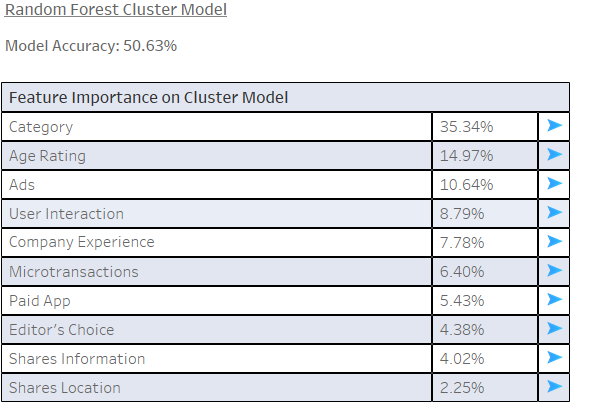 Random Forest Cluster Model
Model Accuracy: 50.63%
Feature Importance on Cluster Model
Category 35.34%
Age Rating 14.97%
Ads 10.64%
User Interaction 8.79%
Company Experience 7.78%
Microtransactions 6.40%
Paid App 5.43%
Editor's Choice 4.38%
Shares Information 4.02%
Shares Location 2.25%